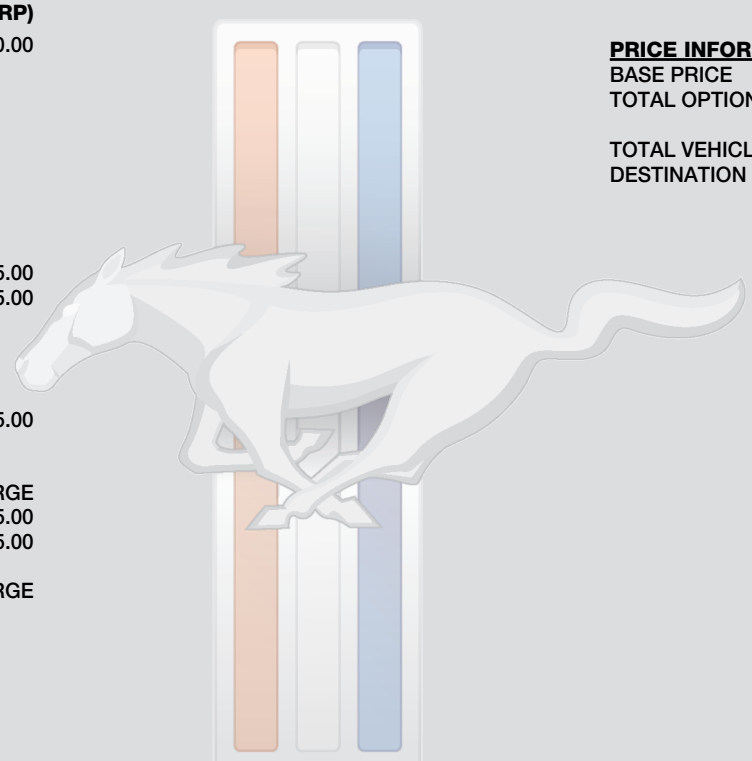 RP)
0.00
5.00
5.00
5.00
RGE
5.00
5.00
RGE
PRICE INFOR
BASE PRICE
TOTAL OPTION
TOTAL VEHICL
DESTINATION